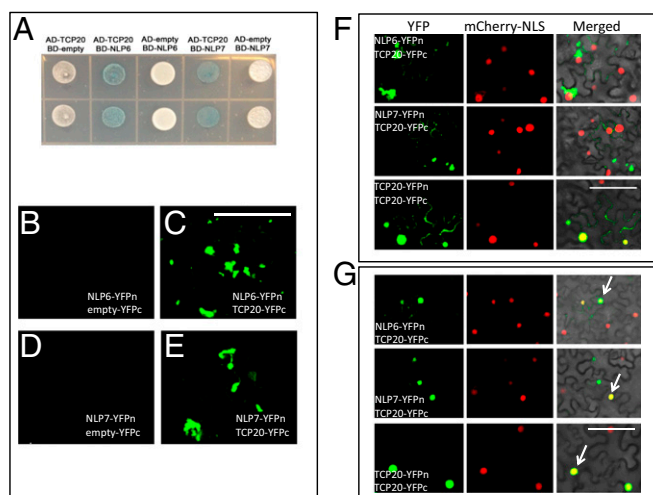 A
AD-TCP20 AD-TCP20 AD-empty AD-TCP20 AD-empty
BD-empty BD-NLP6 BD-NLP6 BD-NLP7 BD-NLP7
B
NLP6-YFPn
empty-YFPc
C
NLP6-YFPn
TCP20-YFPc
D
NLP7-YFPn
empty-YFPc
E
NLP7-YFPn
TCP20-YFPc
F
YFP mCherry-NLS Merged
NLP6-YFPn
TCP20-YFPc
NLP7-YFPn
TCP20-YFPc
TCP20-YFPn
TCP20-YFPc
G
NLP6-YFPn
TCP20-YFPc
NLP7-YFPn
TCP20-YFPc
TCP20-YFPn
TCP20-YFPc